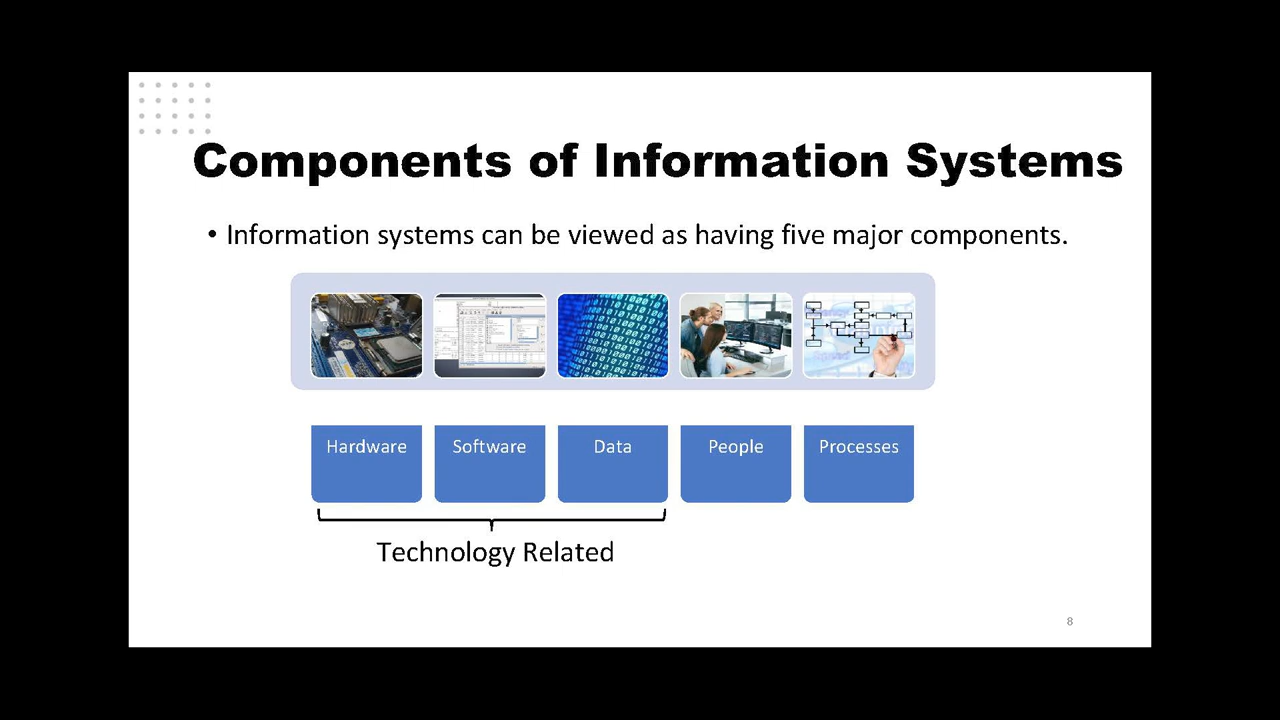 Components of Information Systems
• Information systems can be viewed as having five major components.
Hardware
Software
Data
People
Processes
Technology Related
8